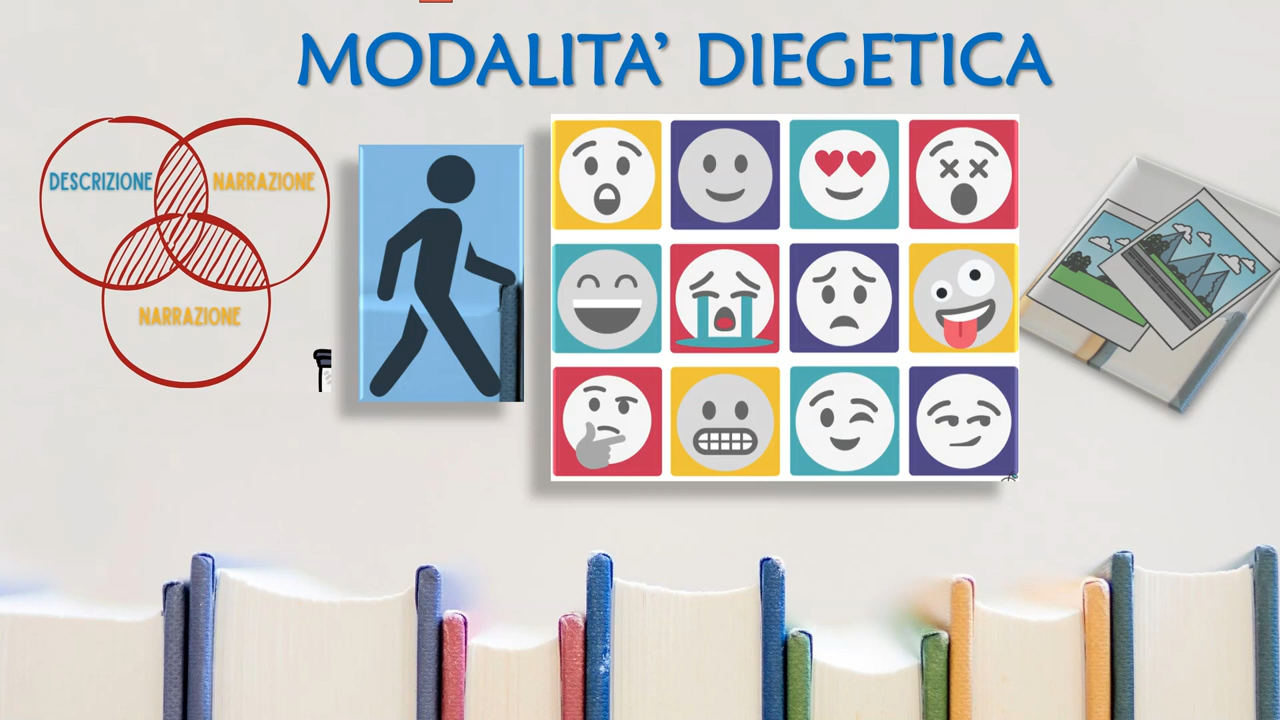 MODALITA’ DIEGETICA
DESCRIZIONE
NARRAZIONE
NARRAZIONE